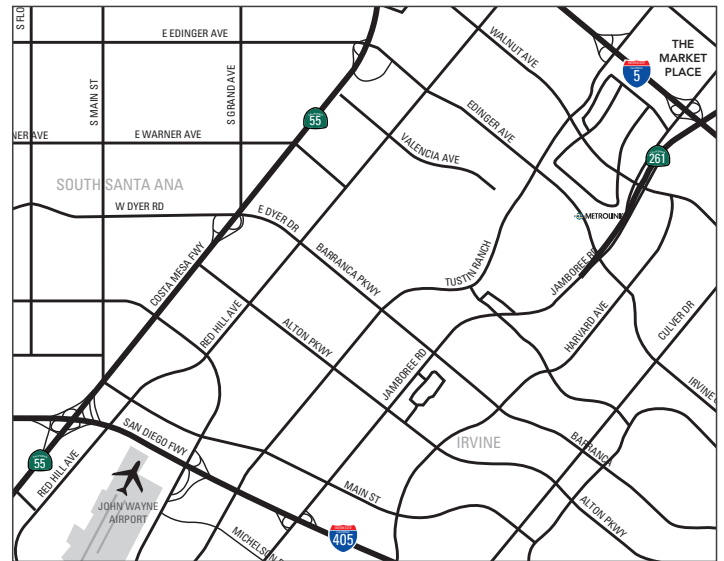 S FLO
E EDINGER AVE
S MAIN ST
S GRAND AVE
WALNUT AVE
THE
MARKET
PLACE
5
55
EDINGER AVE
NER AVE
E WARNER AVE
VALENCIA AVE
261
SOUTH SANTA ANA
W DYER RD
E DYER DR
METROLINK
COSTA MESA FWY
BARRANCA PKWY
TUSTIN RANCH
JAMBOREE RD
RED HILL AVE
ALTON PKWY
HARVARD AVE
CULVER DR
JAMBOREE RD
IRVINE
SAN DIEGO FWY
IRVINE
BARRANCA
55
RED HILL AVE
MAIN ST
ALTON PKWY
JOHN WAYNE
AIRPORT
MICHELSON
405